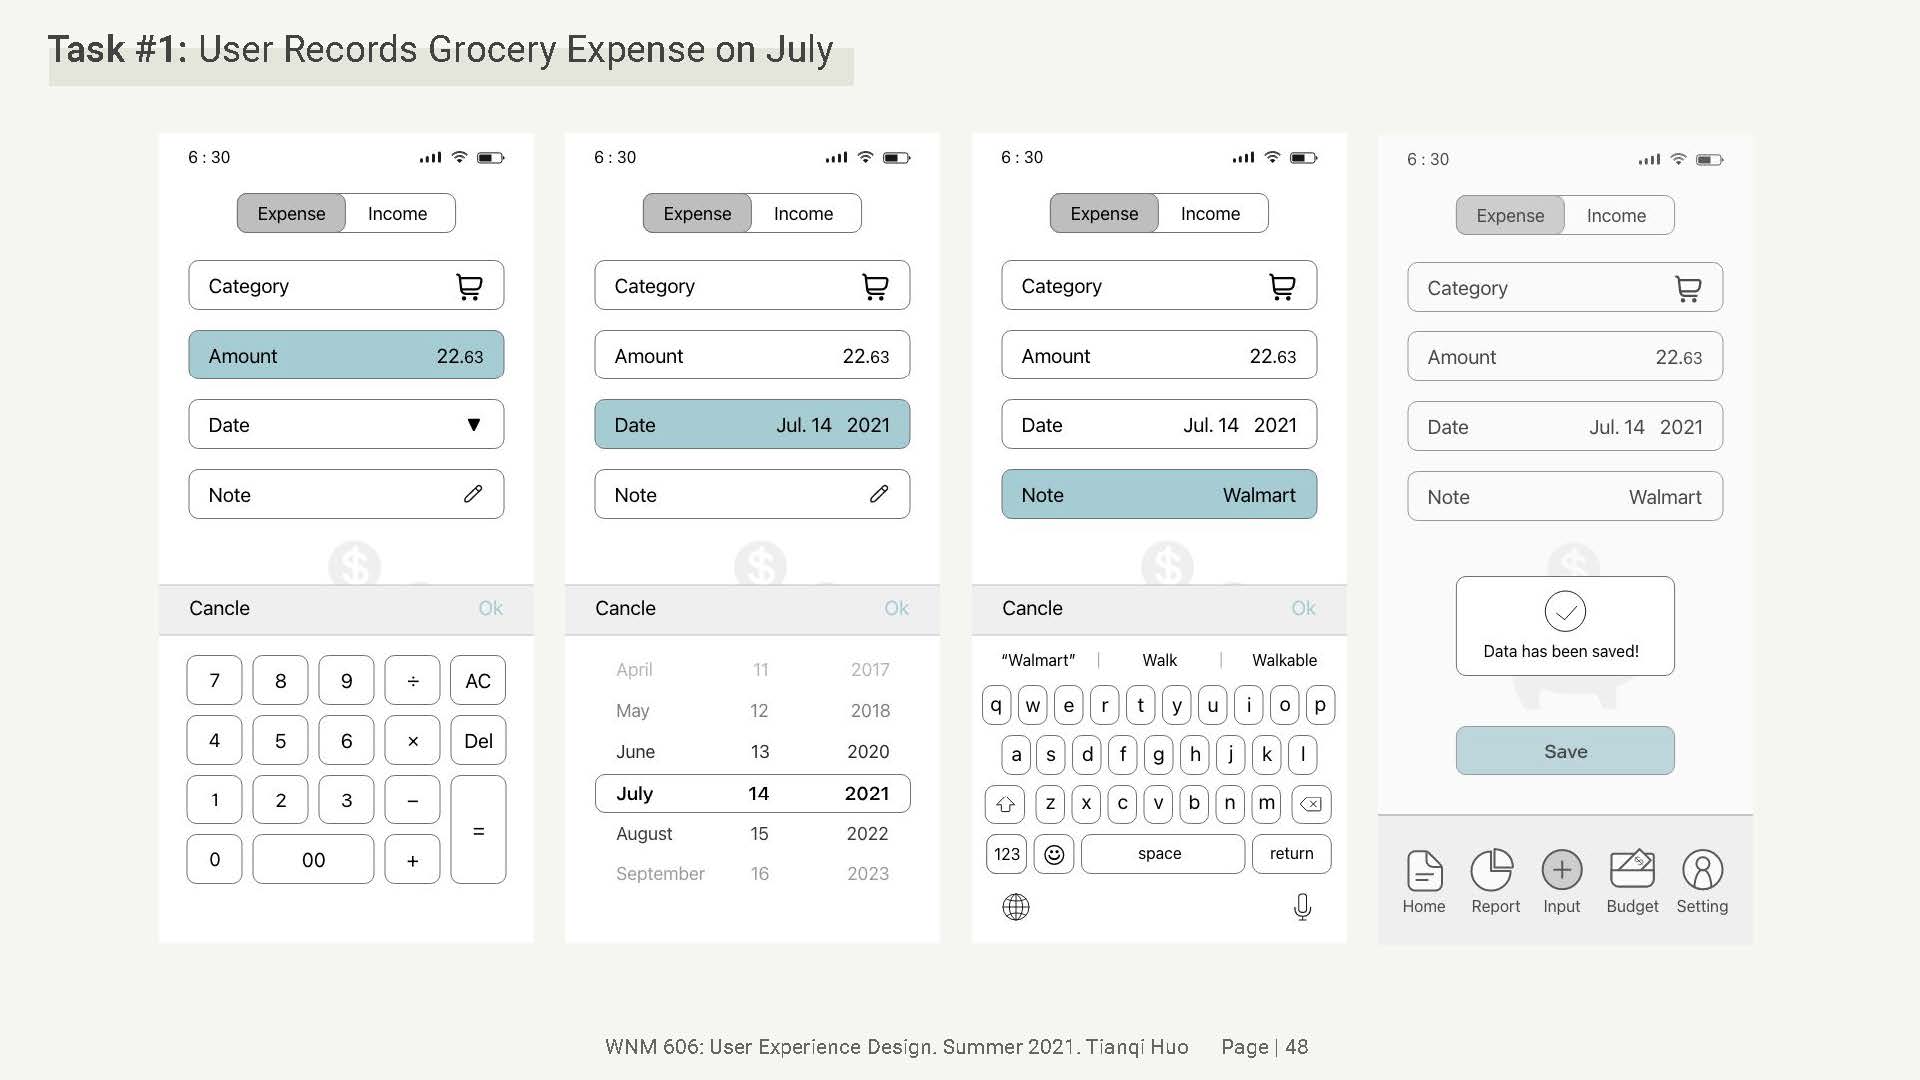 Task #1: User Records Grocery Expense on July
6 : 30
Expense Income
Category
Amount 22.63
Date ▼
Note
$
Cancle Ok
7 8 9 ÷ AC
4 5 6 × Del
1 2 3 −
=
0 00 +
6 : 30
Expense Income
Category
Amount 22.63
Date Jul. 14 2021
Note
$
Cancle Ok
April 11 2017
May 12 2018
June 13 2020
July 14 2021
August 15 2022
September 16 2023
6 : 30
Expense Income
Category
Amount 22.63
Date Jul. 14 2021
Note Walmart
$
Cancle Ok
“Walmart” | Walk | Walkable
q w e r t y u i o p
a s d f g h j k l
z x c v b n m
123 space return
6 : 30
Expense Income
Category
Amount 22.63
Date Jul. 14 2021
Note Walmart
$
Data has been saved!
Save
Home Report Input Budget Setting
WNM 606: User Experience Design. Summer 2021. Tianqi Huo Page | 48